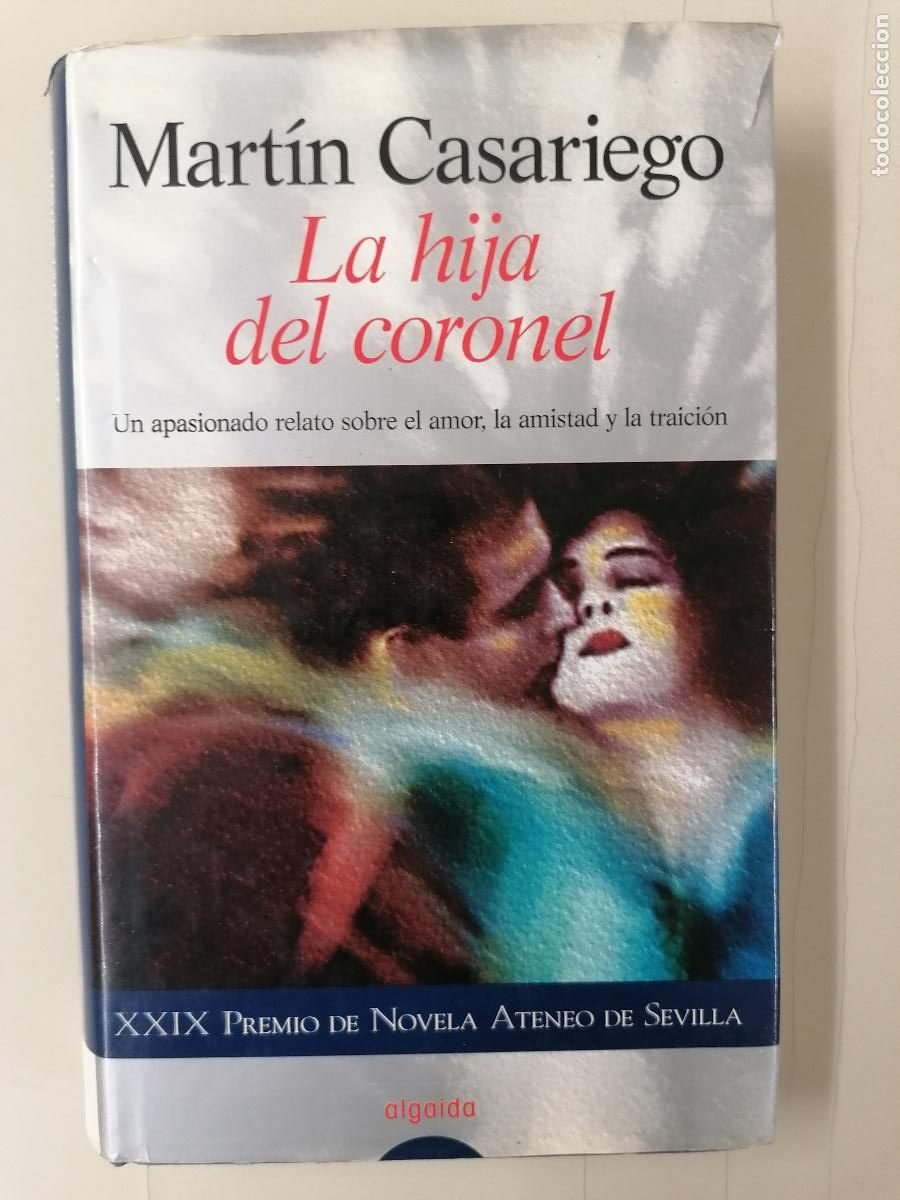 Martín Casariego
La hija
del coronel
Un apasionado relato sobre el amor, la amistad y la traición
XXIX PREMIO DE NOVELA ATENEO DE SEVILLA
algaida
todocoleccion